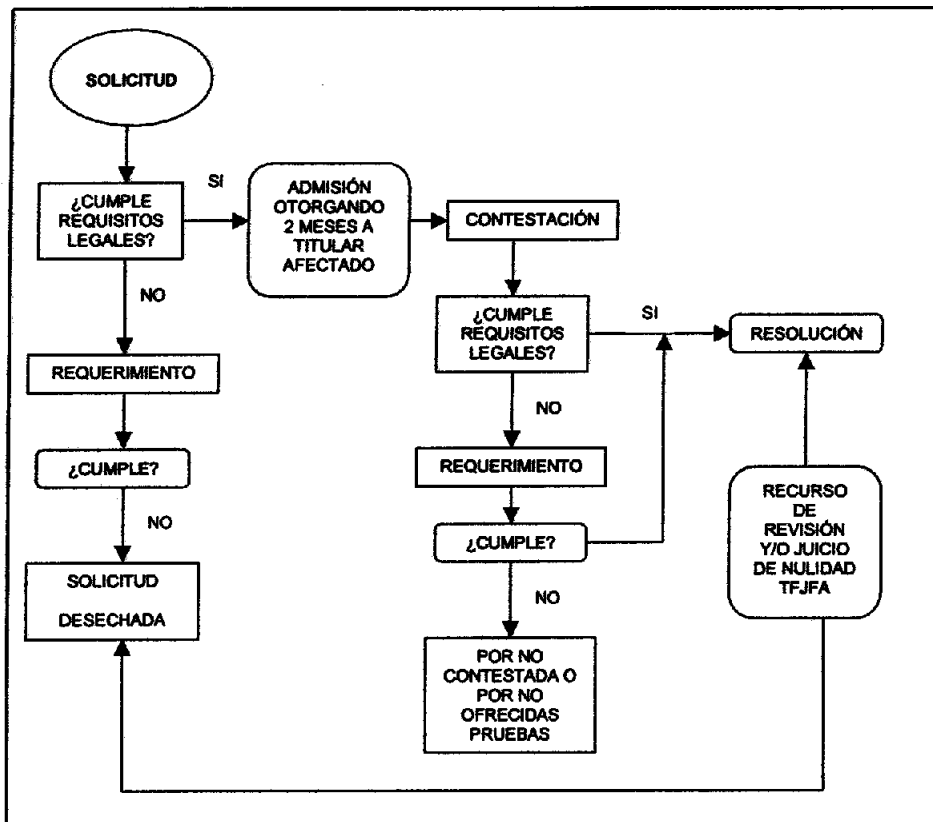 SOLICITUD
¿CUMPLE
REQUISITOS
LEGALES?
SI
ADMISIÓN
OTORGANDO
2 MESES A
TITULAR
AFECTADO
CONTESTACIÓN
NO
REQUERIMIENTO
¿CUMPLE?
NO
SOLICITUD
DESECHADA
¿CUMPLE
REQUISITOS
LEGALES?
SI
RESOLUCIÓN
NO
REQUERIMIENTO
¿CUMPLE?
NO
POR NO
CONTESTADA O
POR NO
OFRECIDAS
PRUEBAS
RECURSO
DE
REVISIÓN
Y/O JUICIO
DE NULIDAD
TFJFA